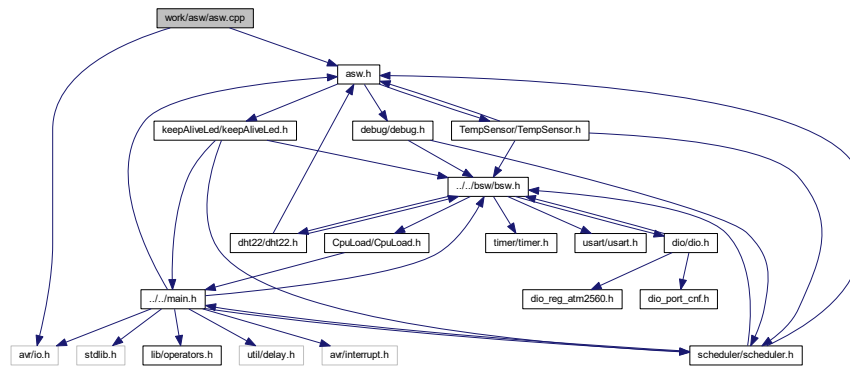 work/asw/asw.cpp
asw.h
keepAliveLed/keepAliveLed.h
debug/debug.h
TempSensor/TempSensor.h
../../bsw/bsw.h
dht22/dht22.h
CpuLoad/CpuLoad.h
timer/timer.h
usart/usart.h
dio/dio.h
../../main.h
dio_reg_atm2560.h
dio_port_cnf.h
avr/io.h
stdlib.h
lib/operators.h
util/delay.h
avr/interrupt.h
scheduler/scheduler.h